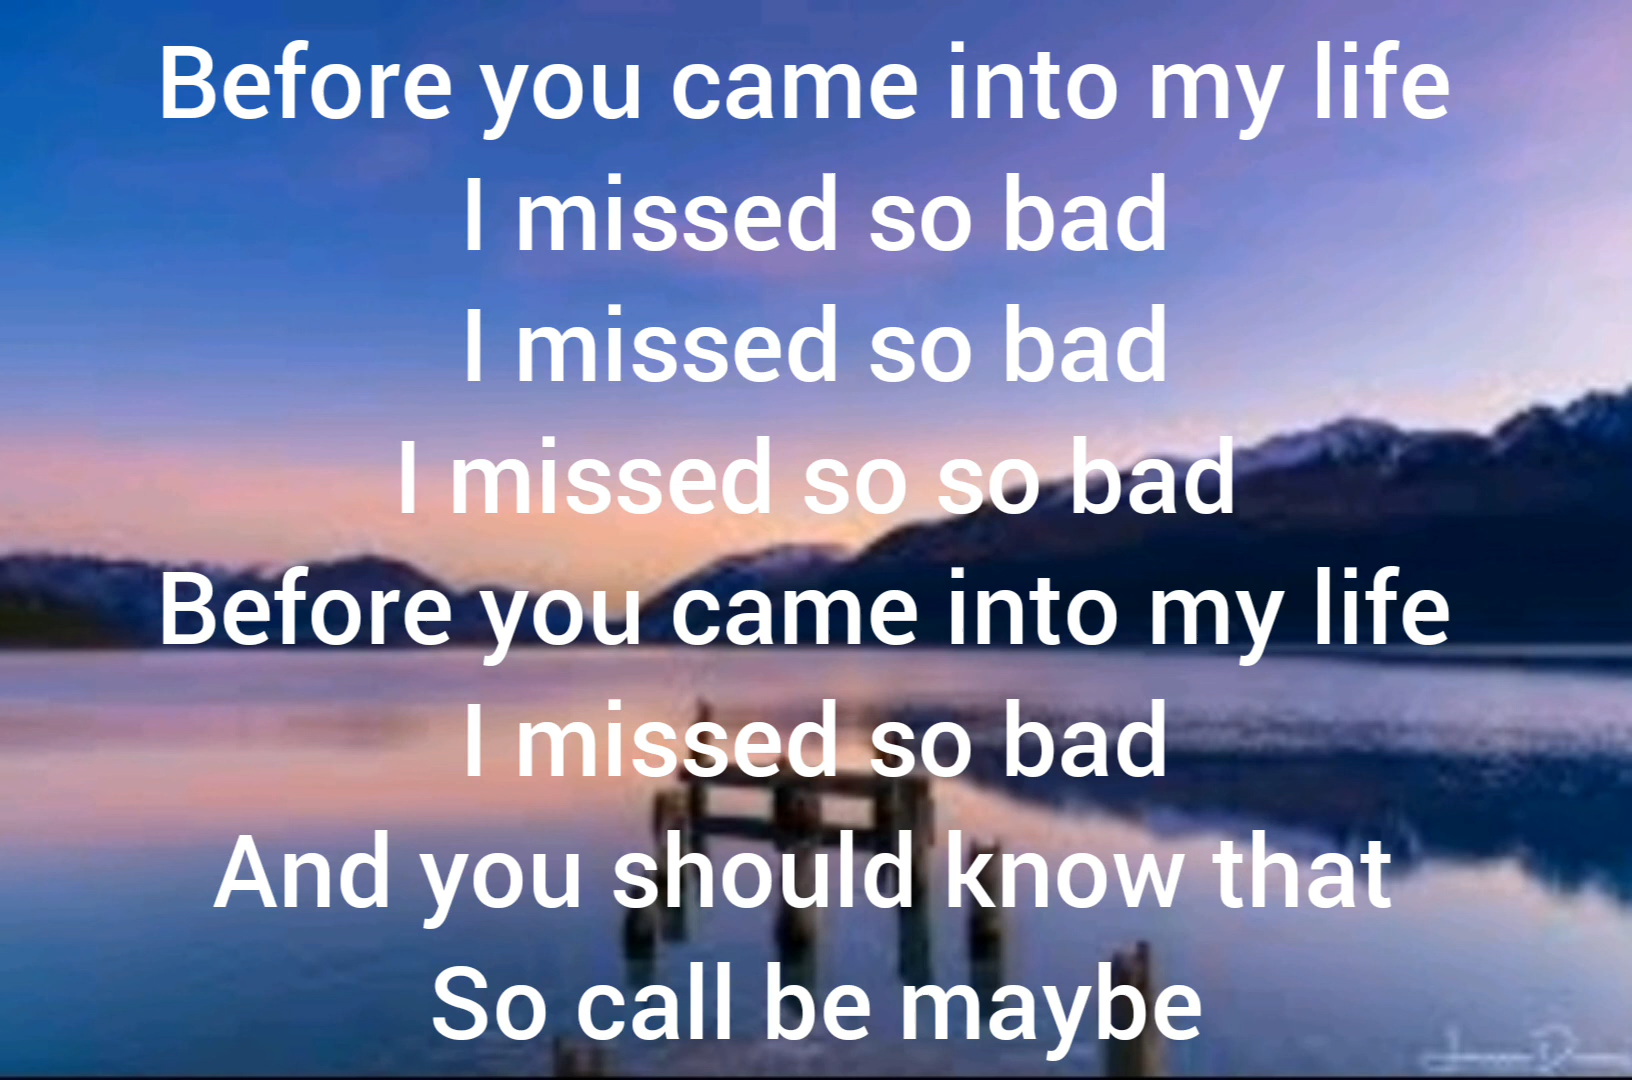 Before you came into my life
I missed so bad
I missed so bad
I missed so so bad
Before you came into my life
I missed so bad
And you should know that
So call be maybe